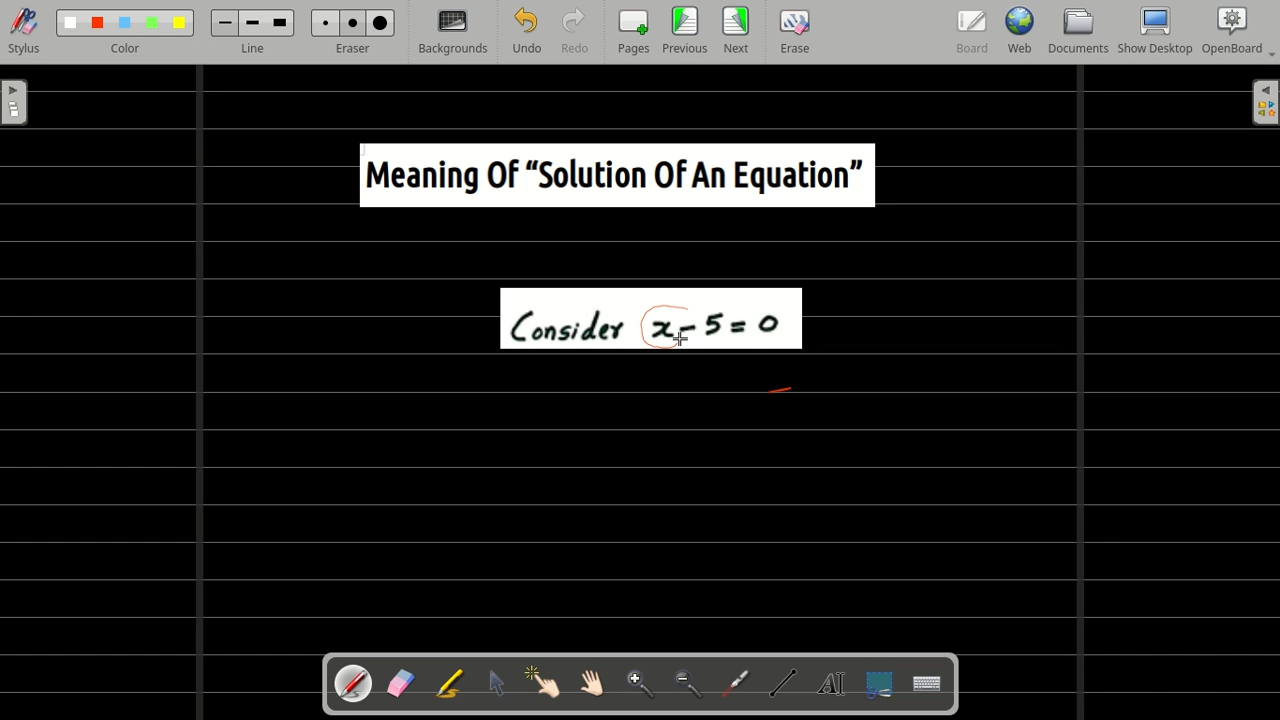 Stylus Color Line Eraser Backgrounds Undo Redo Pages Previous Next Erase Board Web Documents Show Desktop OpenBoard
Meaning Of “Solution Of An Equation”
Consider x - 5 = 0